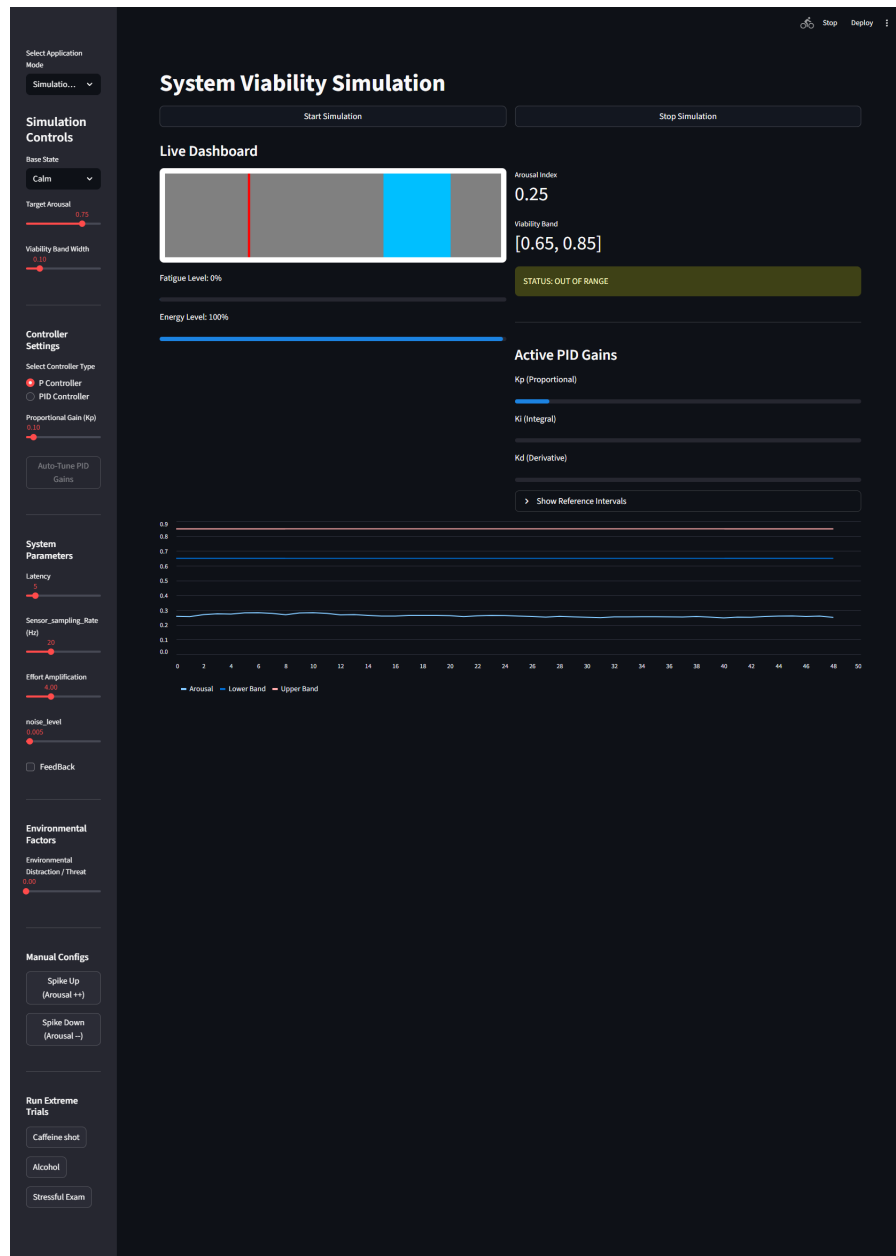 Stop
Deploy
Select Application
Mode
Simulatio...
Simulation
Controls
Base State
Calm
Target Arousal
0.75
Viability Band Width
0.10
Controller
Settings
Select Controller Type
P Controller
PID Controller
Proportional Gain (Kp)
0.10
Auto-Tune PID
Gains
System
Parameters
Latency
5
Sensor_sampling_Rate
(Hz)
20
Effort Amplification
4.00
noise_level
0.005
FeedBack
Environmental
Factors
Environmental
Distraction / Threat
0.00
Manual Configs
Spike Up
(Arousal ++)
Spike Down
(Arousal --)
Run Extreme
Trials
Caffeine shot
Alcohol
Stressful Exam
System Viability Simulation
Start Simulation
Stop Simulation
Live Dashboard
Fatigue Level: 0%
Energy Level: 100%
Arousal Index
0.25
Viability Band
[0.65, 0.85]
STATUS: OUT OF RANGE
Active PID Gains
Kp (Proportional)
Ki (Integral)
Kd (Derivative)
Show Reference Intervals
0.9
0.8
0.7
0.6
0.5
0.4
0.3
0.2
0.1
0.0
0 2 4 6 8 10 12 14 16 18 20 22 24 26 28 30 32 34 36 38 40 42 44 46 48 50
Arousal Lower Band Upper Band